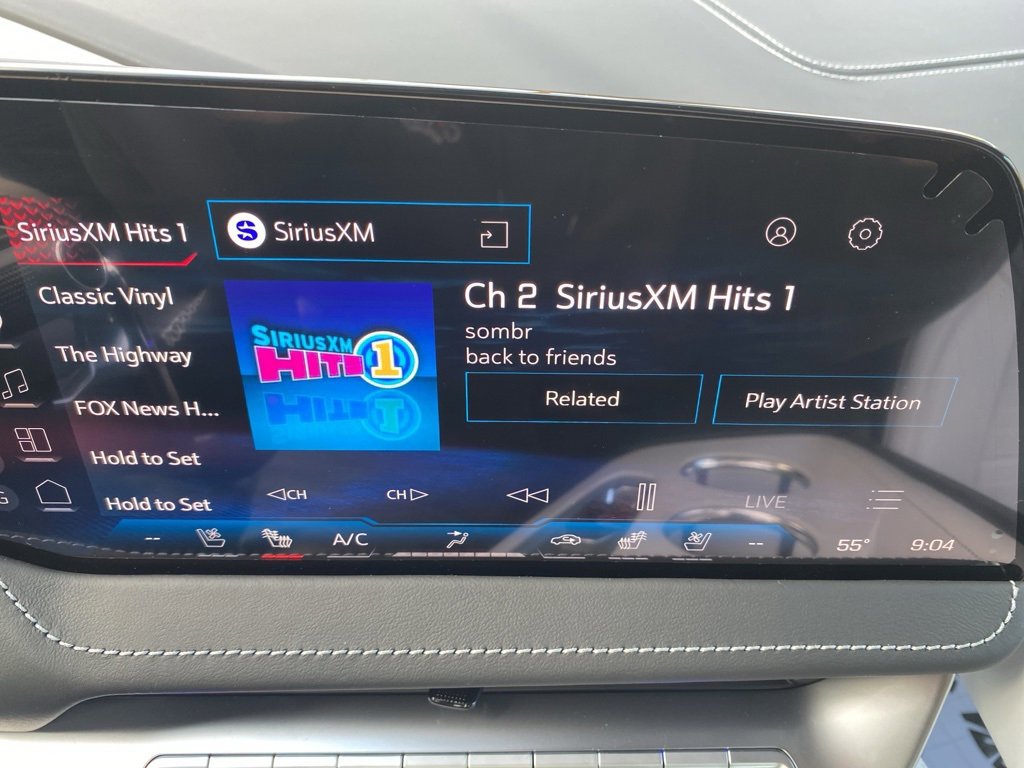 SiriusXM Hits 1
SiriusXM
Classic Vinyl
The Highway
FOX News H...
Hold to Set
Hold to Set
SIRIUSXM
HITS 1
Ch 2 SiriusXM Hits 1
sombr
back to friends
Related
Play Artist Station
CH
CH
LIVE
--
A/C
--
55°
9:04